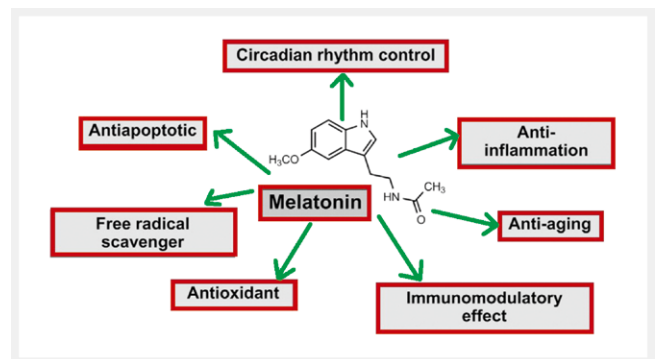 Circadian rhythm control
Antiapoptotic
Anti-
inflammation
H
N
H₃CO
CH₃
HN
O
Melatonin
Free radical
scavenger
Anti-aging
Antioxidant
Immunomodulatory
effect